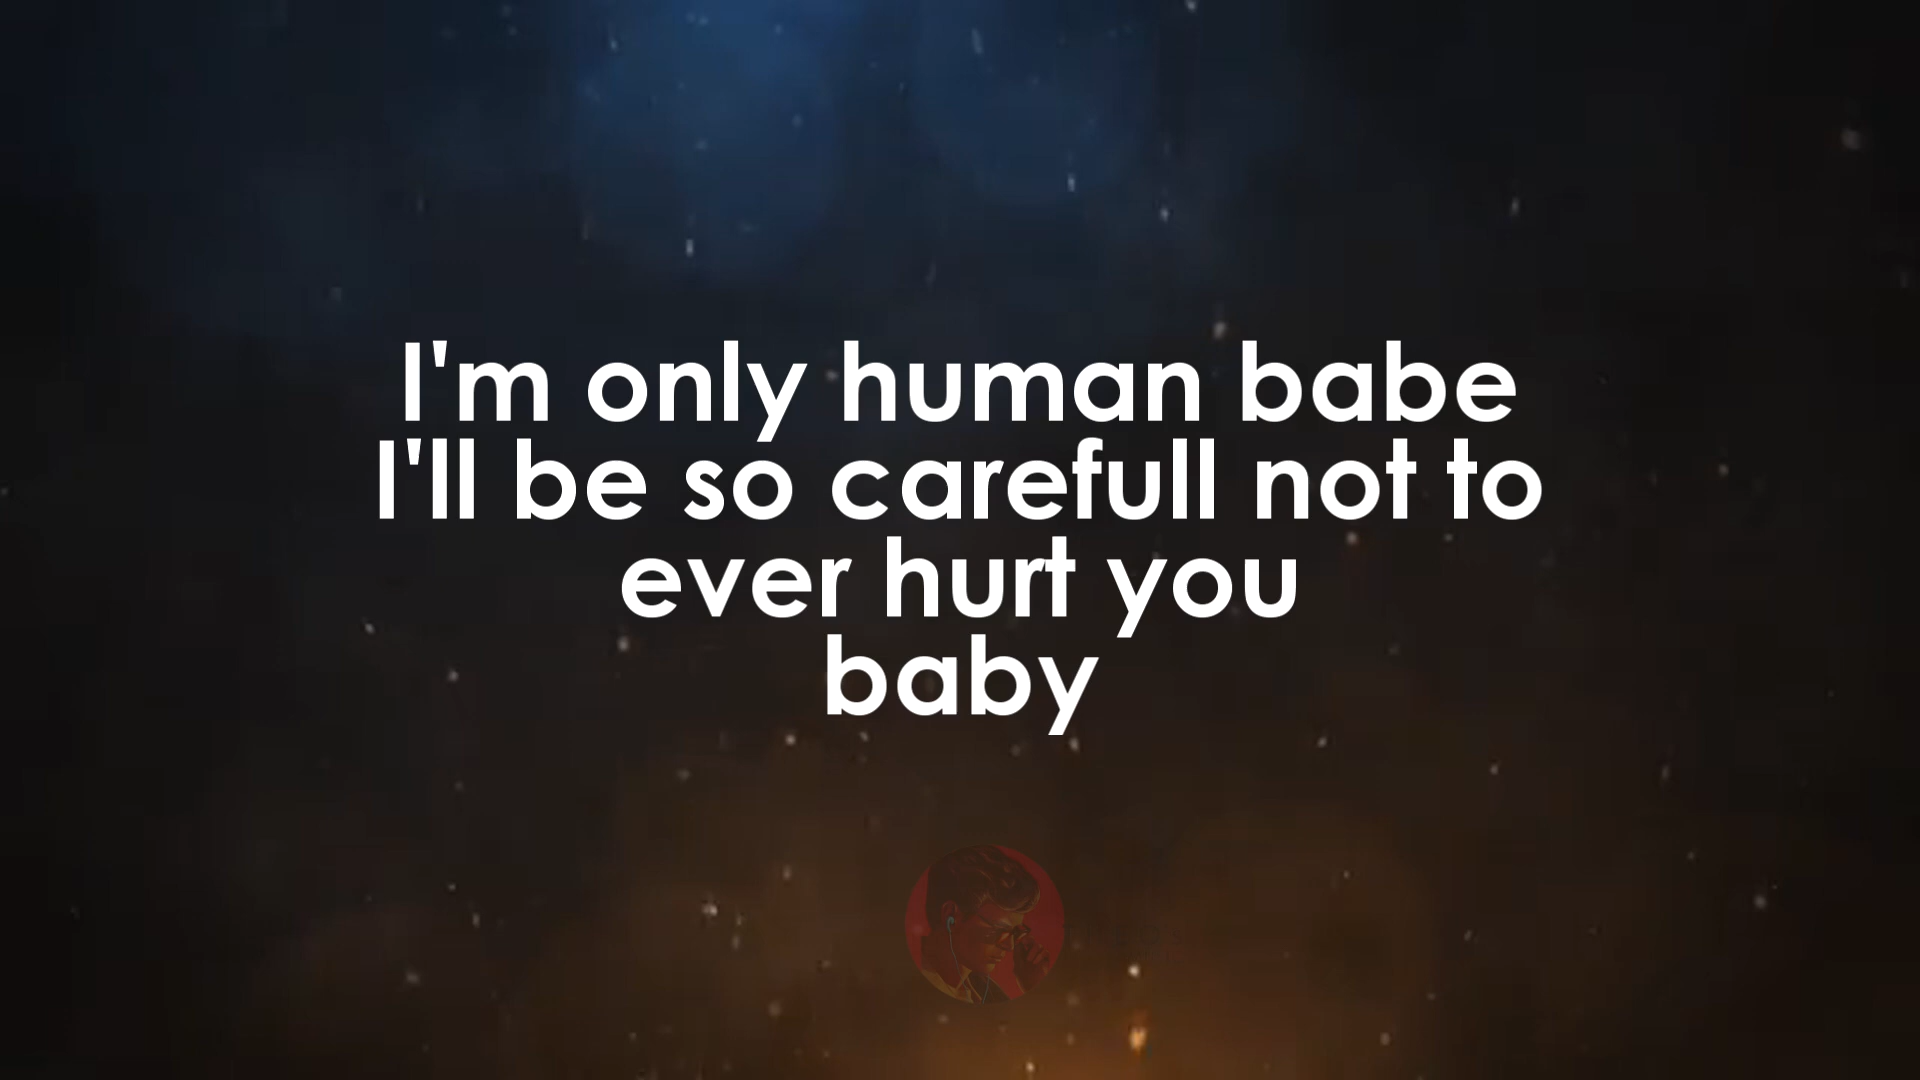 I'm only human babe
I'll be so carefull not to
ever hurt you
baby